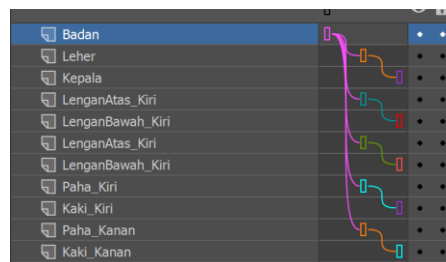 Badan
Leher
Kepala
LenganAtas_Kiri
LenganBawah_Kiri
LenganAtas_Kiri
LenganBawah_Kiri
Paha_Kiri
Kaki_Kiri
Paha_Kanan
Kaki_Kanan